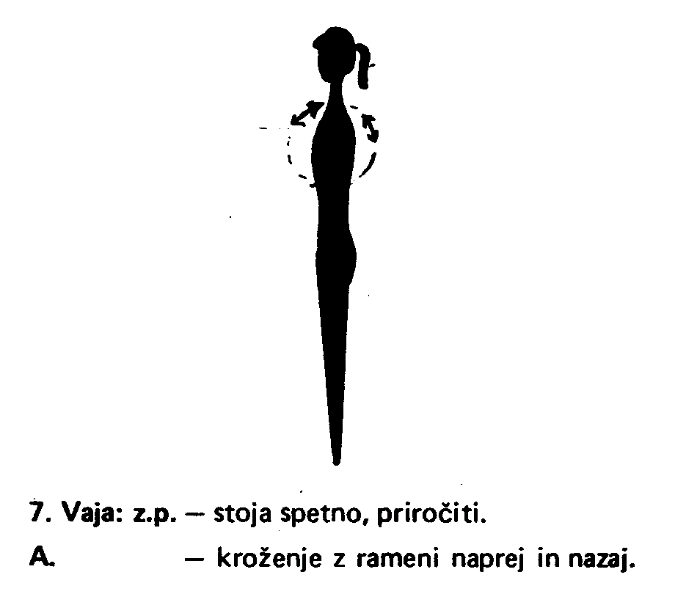 7. Vaja: z.p. — stoja spetno, priročiti.
A. — kroženje z rameni naprej in nazaj.